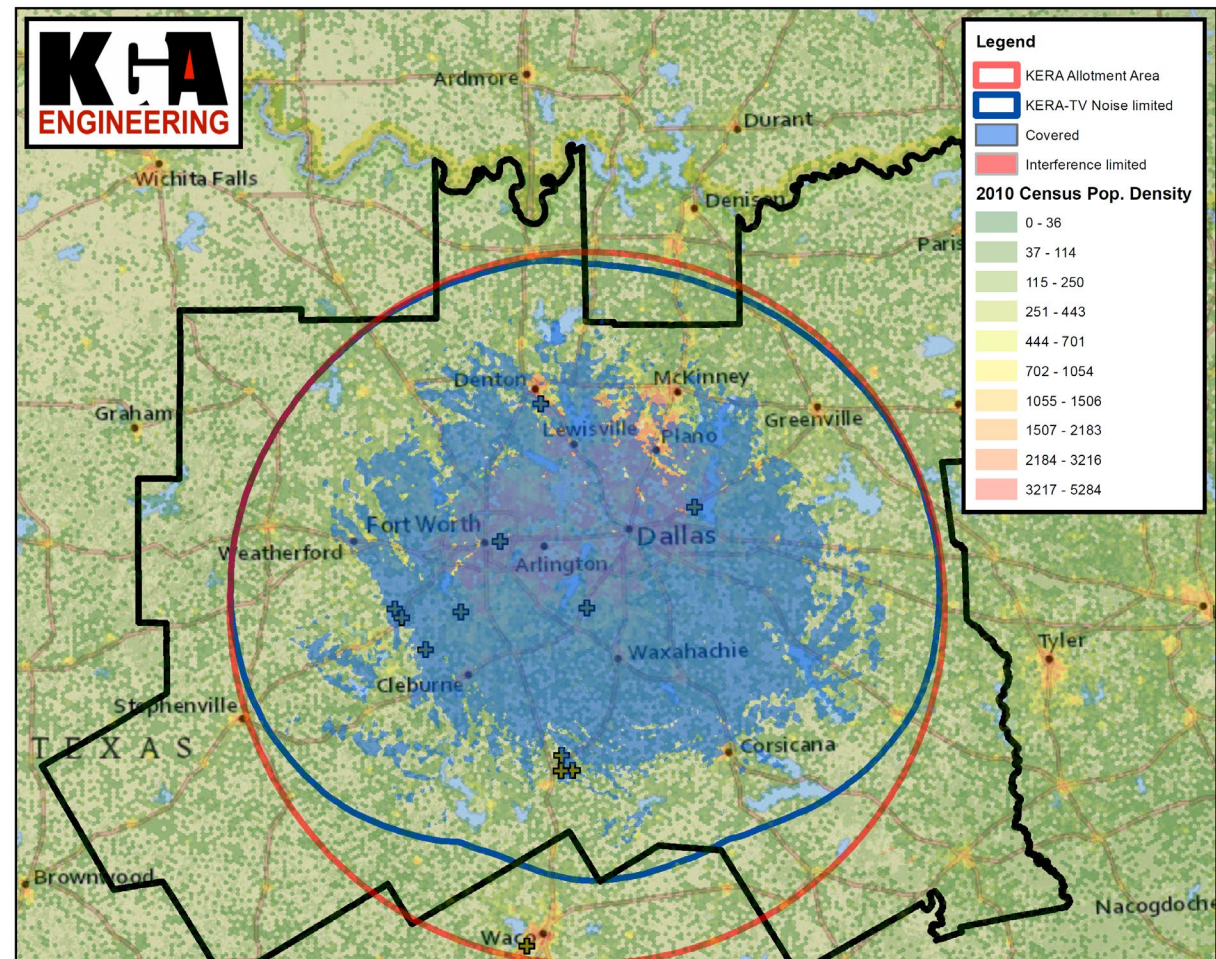 KGA
ENGINEERING
Legend
KERA Allotment Area
KERA-TV Noise limited
Covered
Interference limited
2010 Census Pop. Density
0 - 36
37 - 114
115 - 250
251 - 443
444 - 701
702 - 1054
1055 - 1506
1507 - 2183
2184 - 3216
3217 - 5284
Ardmore
Durant
Wichita Falls
Denison
Paris
Denton
McKinney
Graham
Greenville
Lewisville
Plano
Fort Worth
Dallas
Weatherford
Arlington
Tyler
Waxahachie
Cleburne
Stephenville
TEXAS
Corsicana
Brownwood
Nacogdoche
Waco